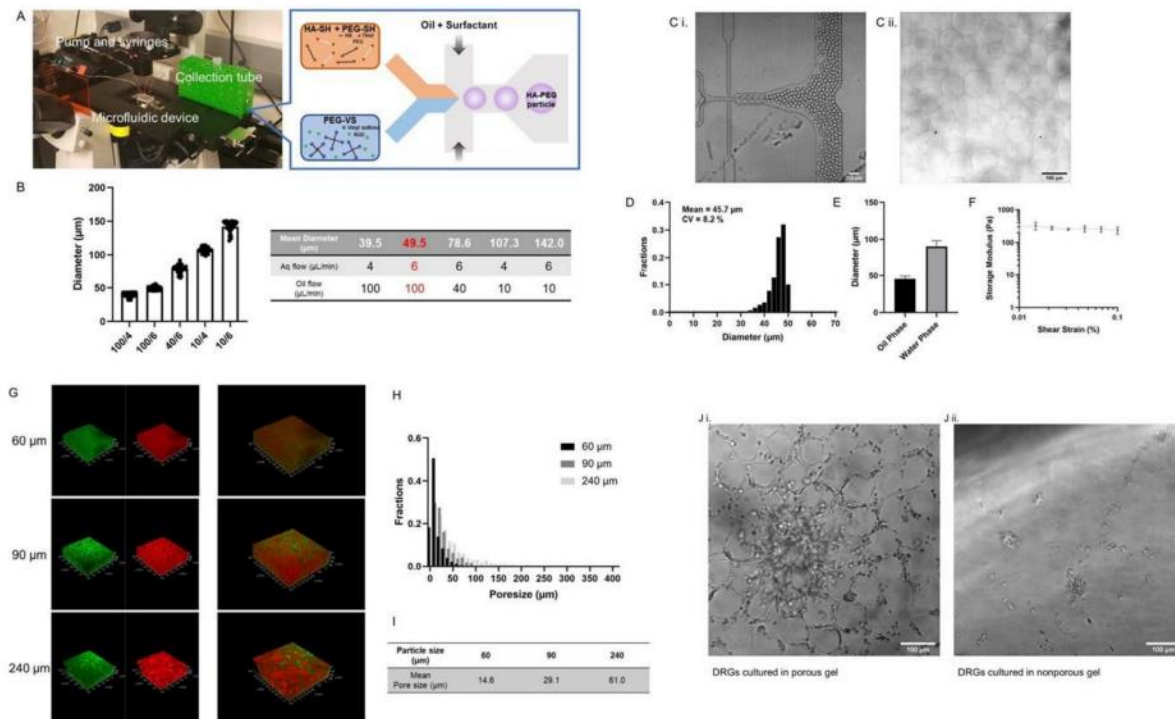 A
Pump and syringes
Collection tube
Microfluidic device
HA-SH + PEG-SH
Oil + Surfactant
PEG-VS
HA-PEG
particle
B
Diameter (μm)
200
150
100
50
0
100/4
100/6
40/6
10/4
10/6
Mean Diameter (μm) 39.5 49.5 78.6 107.3 142.0
Aq flow (μL/min) 4 6 6 4 6
Oil flow (μL/min) 100 100 40 10 10
C i.
C ii.
100 μm
D
Mean = 45.7 μm
CV = 8.2 %
Fractions
0.4
0.3
0.2
0.1
0.0
0 10 20 30 40 50 60 70
Diameter (μm)
E
Diameter (μm)
150
100
50
0
Oil Phase
Water Phase
F
Storage Modulus (Pa)
1000
100
10
1
0.01 0.1
Shear Strain (%)
G
60 μm
90 μm
240 μm
H
Fractions
0.6
0.4
0.2
0.0
60 μm
90 μm
240 μm
0 50 100 150 200 250 300 350 400
Poresize (μm)
I
Particle size (μm) 60 90 240
Mean Pore size (μm) 14.6 29.1 61.0
J i.
J ii.
100 μm
100 μm
DRGs cultured in porous gel
DRGs cultured in nonporous gel